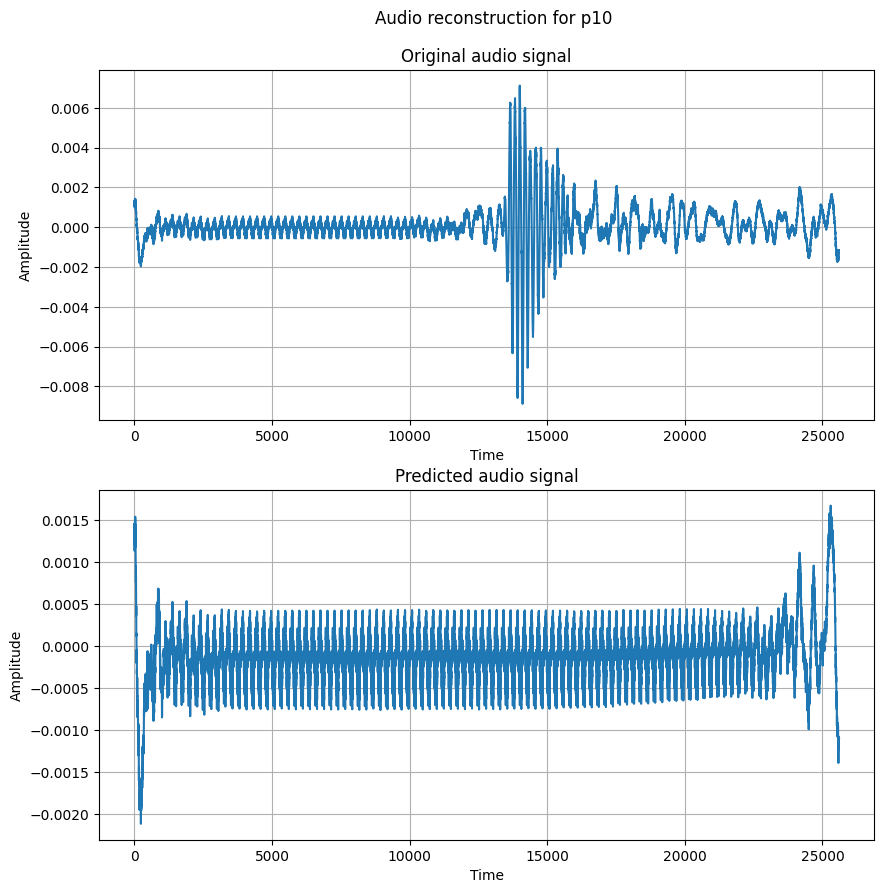 Audio reconstruction for p10
Original audio signal
Amplitude
0.006
0.004
0.002
0.000
−0.002
−0.004
−0.006
−0.008
0 5000 10000 15000 20000 25000
Time
Predicted audio signal
Amplitude
0.0015
0.0010
0.0005
0.0000
−0.0005
−0.0010
−0.0015
−0.0020
0 5000 10000 15000 20000 25000
Time